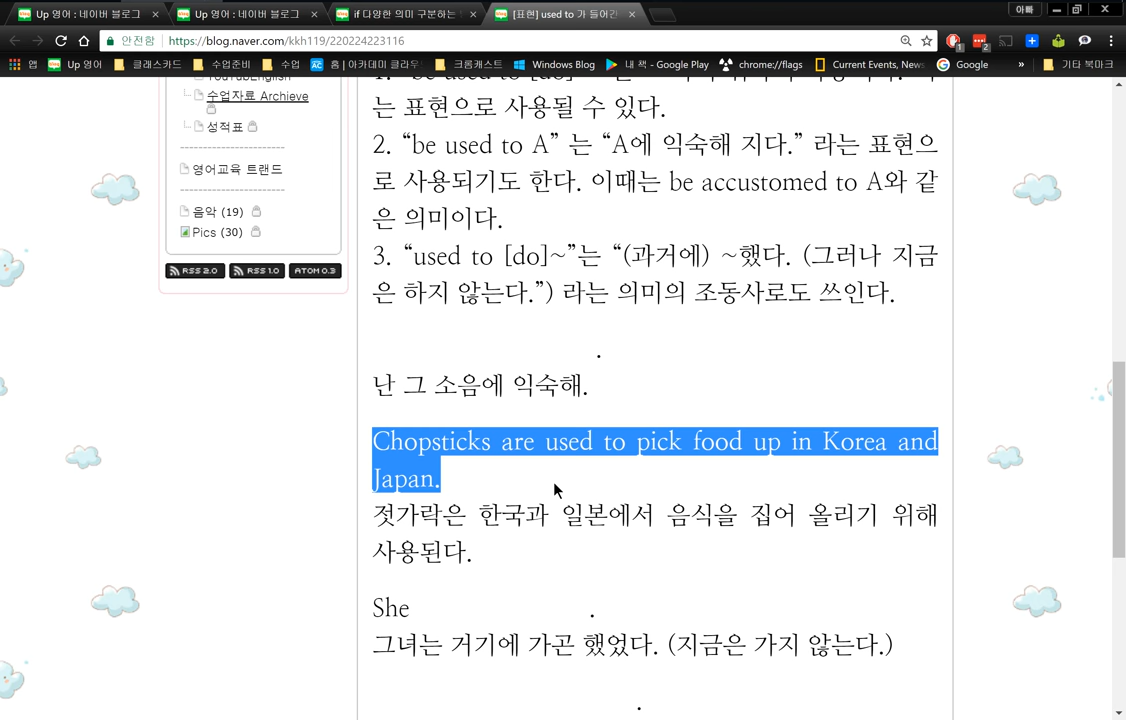 Up 영어 : 네이버 블로그
Up 영어 : 네이버 블로그
if 다양한 의미 구분하는
[표현] used to 가 들어간
아빠
안전함
https://blog.naver.com/kkh119/220224223116
1
2
앱
Up 영어
클래스카드
수업준비
수업
홈 | 아카데미 클라우
크롬캐스트
Windows Blog
내 책 - Google Play
chrome://flags
Current Events, News
Google
»
기타 북마크
YouTubEnglish
수업자료 Archieve
성적표
영어교육 트랜드
음악 (19)
Pics (30)
RSS 2.0
RSS 1.0
ATOM 0.3
는 표현으로 사용될 수 있다.
2. “be used to A” 는 “A에 익숙해 지다.” 라는 표현으
로 사용되기도 한다. 이때는 be accustomed to A와 같
은 의미이다.
3. “used to [do]~”는 “(과거에) ~했다. (그러나 지금
은 하지 않는다.”) 라는 의미의 조동사로도 쓰인다.
.
난 그 소음에 익숙해.
Chopsticks are used to pick food up in Korea and
Japan.
젓가락은 한국과 일본에서 음식을 집어 올리기 위해
사용된다.
She .
그녀는 거기에 가곤 했었다. (지금은 가지 않는다.)
.